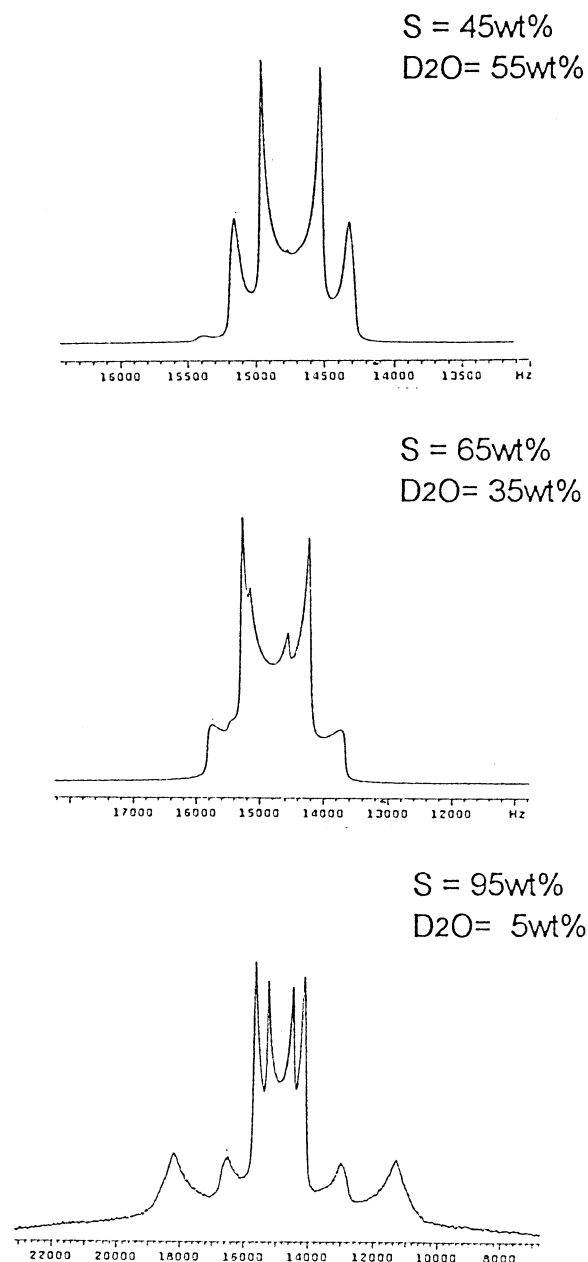 S = 45wt%
D2O= 55wt%
16000 15500 15000 14500 14000 13500 Hz
S = 65wt%
D2O= 35wt%
17000 16000 15000 14000 13000 12000 Hz
S = 95wt%
D2O= 5wt%
22000 20000 18000 16000 14000 12000 10000 8000